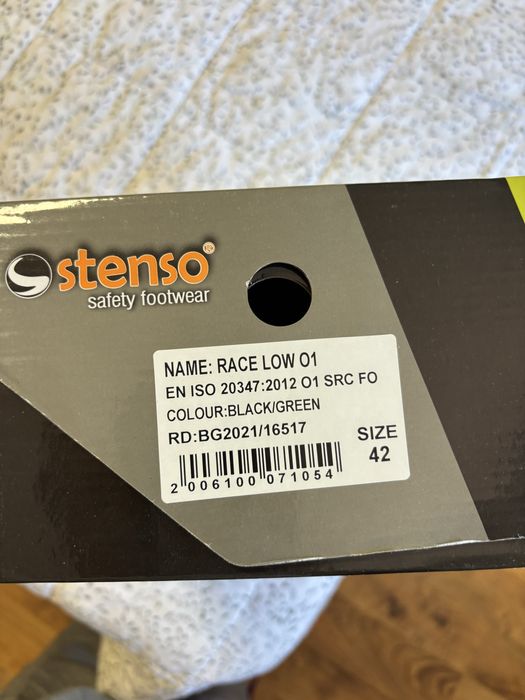 stenso®
safety footwear
NAME: RACE LOW O1
EN ISO 20347:2012 O1 SRC FO
COLOUR:BLACK/GREEN
RD:BG2021/16517
SIZE
42
2 006100 071054